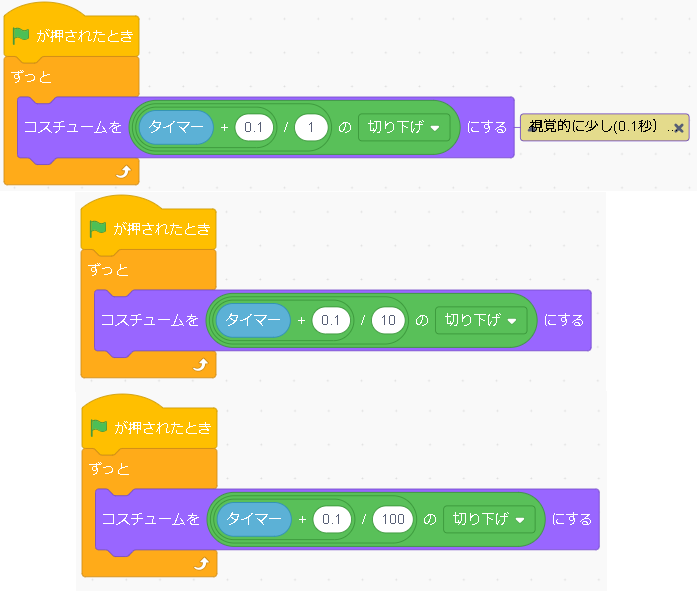 が押されたとき
ずっと
コスチュームを タイマー + 0.1 / 1 の 切り下げ にする
視覚的に少し(0.1秒)...
が押されたとき
ずっと
コスチュームを タイマー + 0.1 / 10 の 切り下げ にする
が押されたとき
ずっと
コスチュームを タイマー + 0.1 / 100 の 切り下げ にする